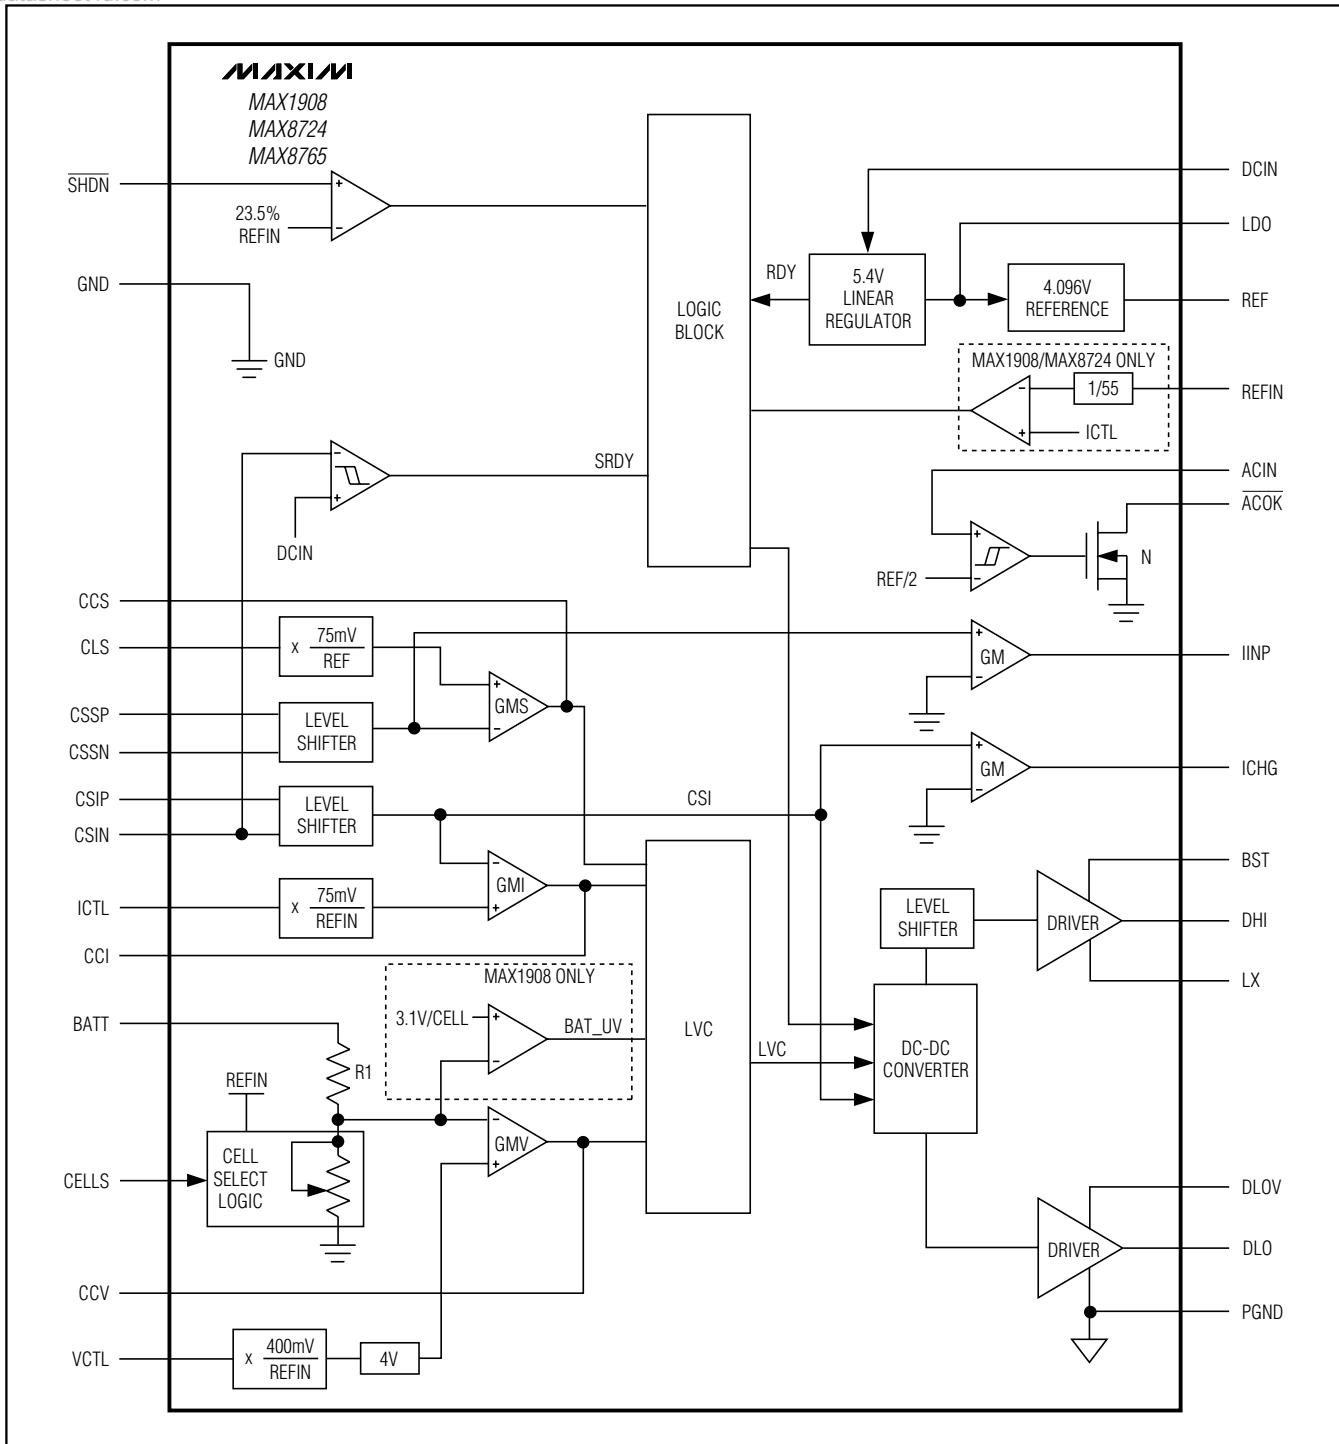 MAXIM
MAX1908
MAX8724
MAX8765
SHDN
23.5%
REFIN
+
-
GND
GND
LOGIC
BLOCK
RDY
5.4V
LINEAR
REGULATOR
4.096V
REFERENCE
DCIN
LDO
REF
MAX1908/MAX8724 ONLY
-
1/55
REFIN
+
ICTL
-
+
SRDY
DCIN
ACIN
ACOK
+
REF/2
-
N
CCS
CLS
x
75mV
REF
+
GMS
-
CSSP
CSSN
LEVEL
SHIFTER
+
GM
-
IINP
CSIP
CSIN
LEVEL
SHIFTER
CSI
+
GM
-
ICHG
-
GMI
+
ICTL
x
75mV
REFIN
CCI
LEVEL
SHIFTER
DRIVER
BST
DHI
LX
MAX1908 ONLY
3.1V/CELL
+
-
BAT_UV
LVC
LVC
DC-DC
CONVERTER
BATT
R1
REFIN
CELL
SELECT
LOGIC
CELLS
-
GMV
+
DRIVER
DLOV
DLO
PGND
CCV
VCTL
x
400mV
REFIN
4V